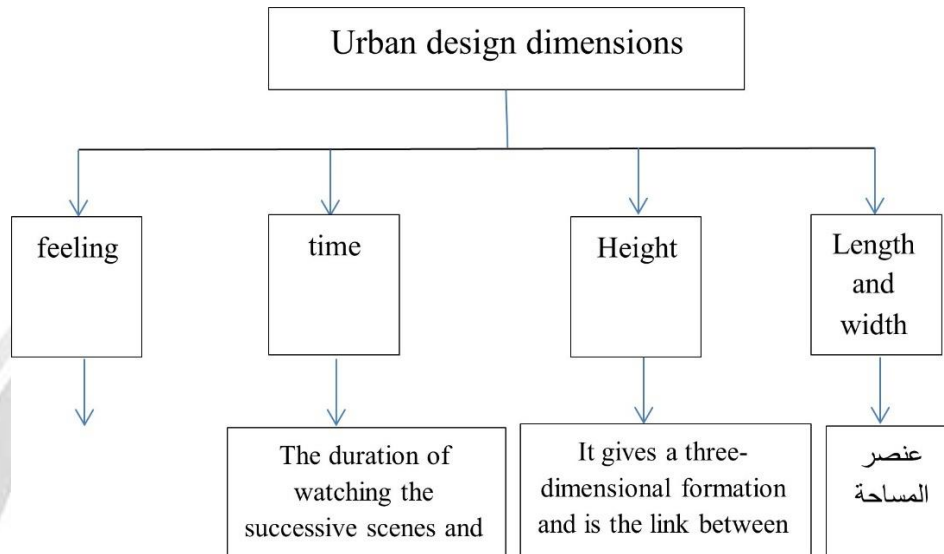 Urban design dimensions
feeling
time
Height
Length
and
width
The duration of
watching the
successive scenes and
It gives a three-
dimensional formation
and is the link between
عنصر
المساحة